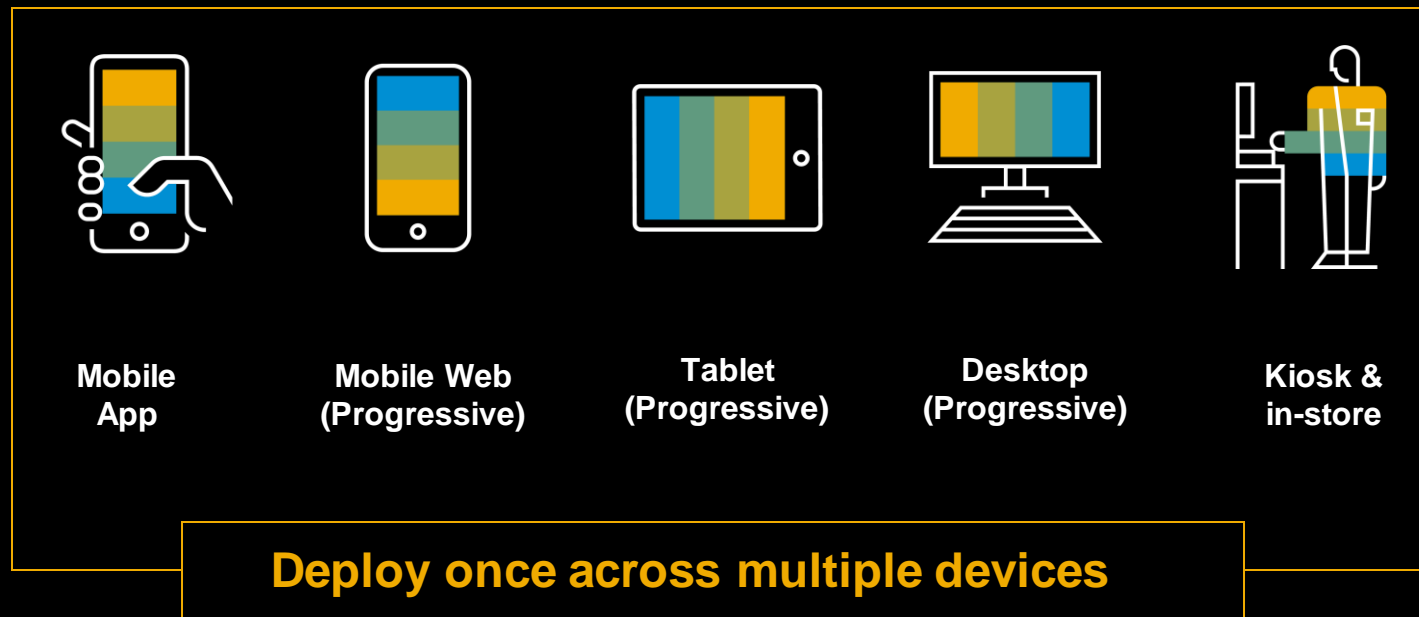 Mobile
App
Mobile Web
(Progressive)
Tablet
(Progressive)
Desktop
(Progressive)
Kiosk &
in-store
Deploy once across multiple devices